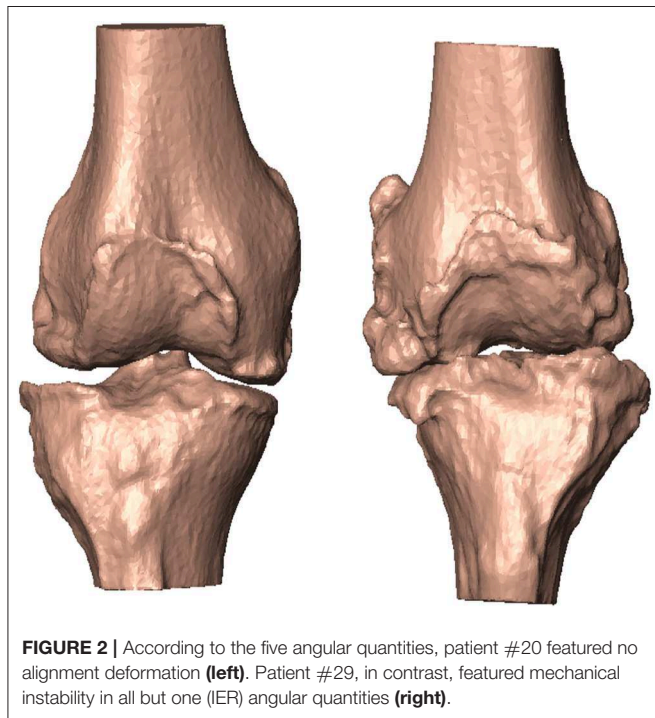 FIGURE 2 | According to the five angular quantities, patient #20 featured no
alignment deformation (left). Patient #29, in contrast, featured mechanical
instability in all but one (IER) angular quantities (right).